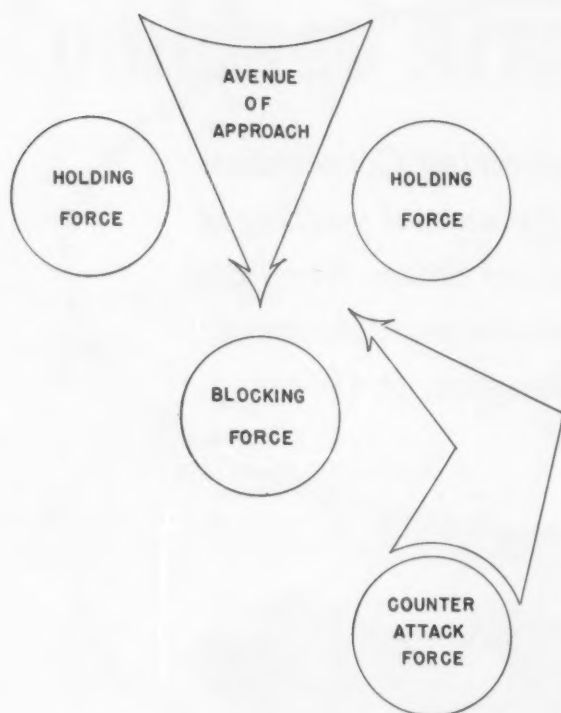 AVENUE
OF
APPROACH
HOLDING
FORCE
HOLDING
FORCE
BLOCKING
FORCE
COUNTER
ATTACK
FORCE